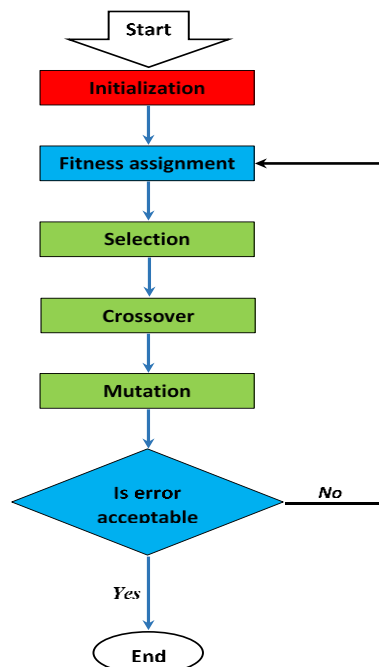 Start
Initialization
Fitness assignment
Selection
Crossover
Mutation
Is error
acceptable
No
Yes
End